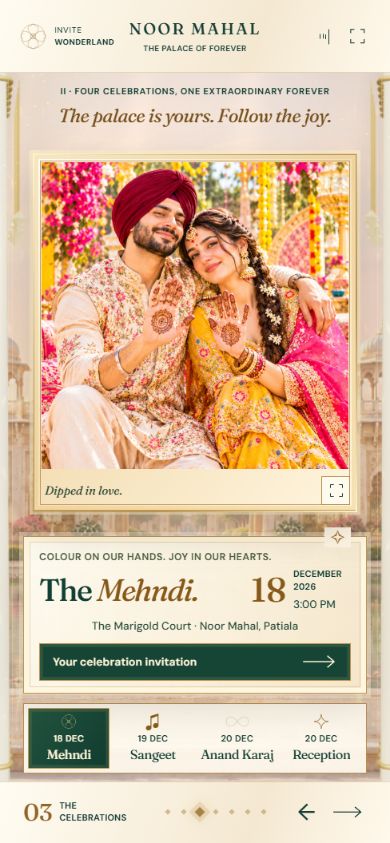 INVITE
WONDERLAND
NOOR MAHAL
THE PALACE OF FOREVER
II · FOUR CELEBRATIONS, ONE EXTRAORDINARY FOREVER
The palace is yours. Follow the joy.
Dipped in love.
COLOUR ON OUR HANDS. JOY IN OUR HEARTS.
The Mehndi.
18
DECEMBER
2026
3:00 PM
The Marigold Court · Noor Mahal, Patiala
Your celebration invitation
18 DEC
Mehndi
19 DEC
Sangeet
20 DEC
Anand Karaj
20 DEC
Reception
03
THE
CELEBRATIONS